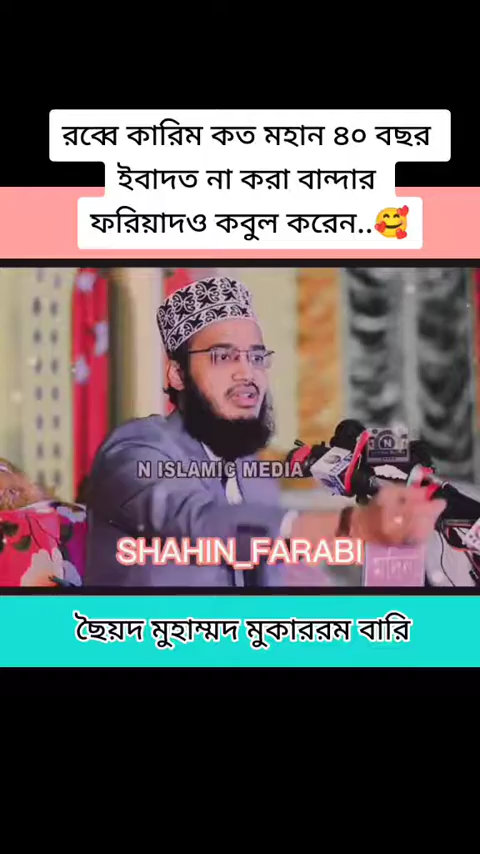 রব্বে কারিম কত মহান ৪০ বছর
ইবাদত না করা বান্দার
ফরিয়াদও কবুল করেন..🥰
N ISLAMIC MEDIA
SHAHIN_FARABI
ছৈয়দ মুহাম্মদ মুকাররম বারি